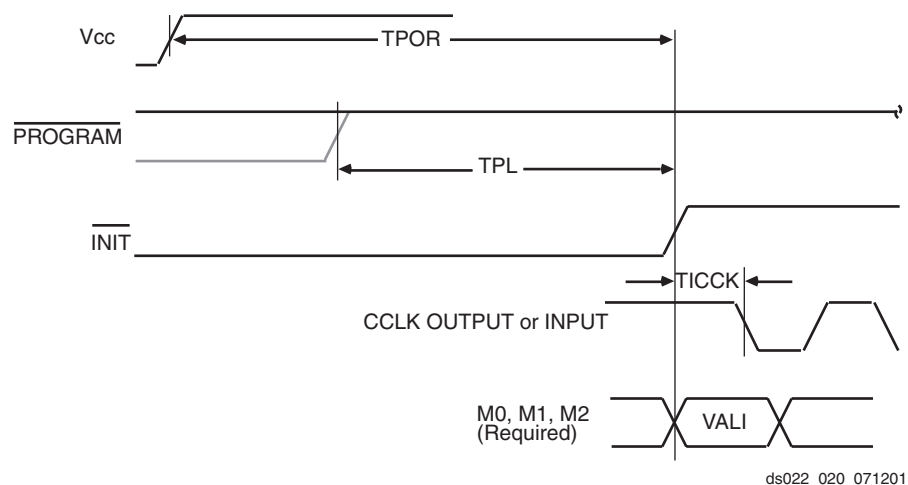 Vcc
TPOR
PROGRAM
TPL
INIT
TICCK
CCLK OUTPUT or INPUT
M0, M1, M2
(Required)
VALI
ds022_020_071201